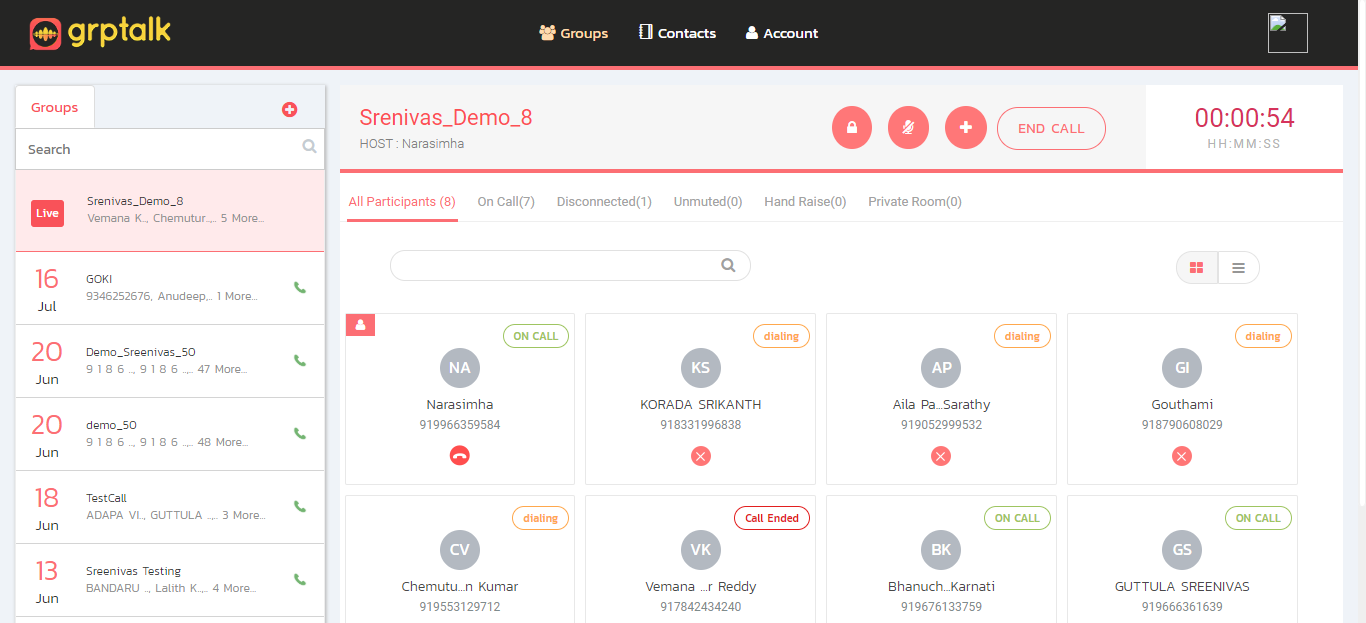 grptalk
Groups
Contacts
Account
Groups
Search
Live
Srenivas_Demo_8
Vemana K.., Chemutur..,.. 5 More...
16
Jul
GOKI
9346252676, Anudeep,.. 1 More...
20
Jun
Demo_Sreenivas_50
9 1 8 6 .., 9 1 8 6 ..,.. 47 More...
20
Jun
demo_50
9 1 8 6 .., 9 1 8 6 ..,.. 48 More...
18
Jun
TestCall
ADAPA VI.., GUTTULA ..,.. 3 More...
13
Jun
Sreenivas Testing
BANDARU .., Lalith K..,.. 4 More...
Srenivas_Demo_8
HOST : Narasimha
END CALL
00:00:54
HH:MM:SS
All Participants (8)
On Call(7)
Disconnected(1)
Unmuted(0)
Hand Raise(0)
Private Room(0)
ON CALL
NA
Narasimha
919966359584
dialing
KS
KORADA SRIKANTH
918331996838
dialing
AP
Aila Pa...Sarathy
919052999532
dialing
GI
Gouthami
918790608029
dialing
CV
Chemutu...n Kumar
919553129712
Call Ended
VK
Vemana ...r Reddy
917842434240
ON CALL
BK
Bhanuch...Karnati
919676133759
ON CALL
GS
GUTTULA SREENIVAS
919666361639